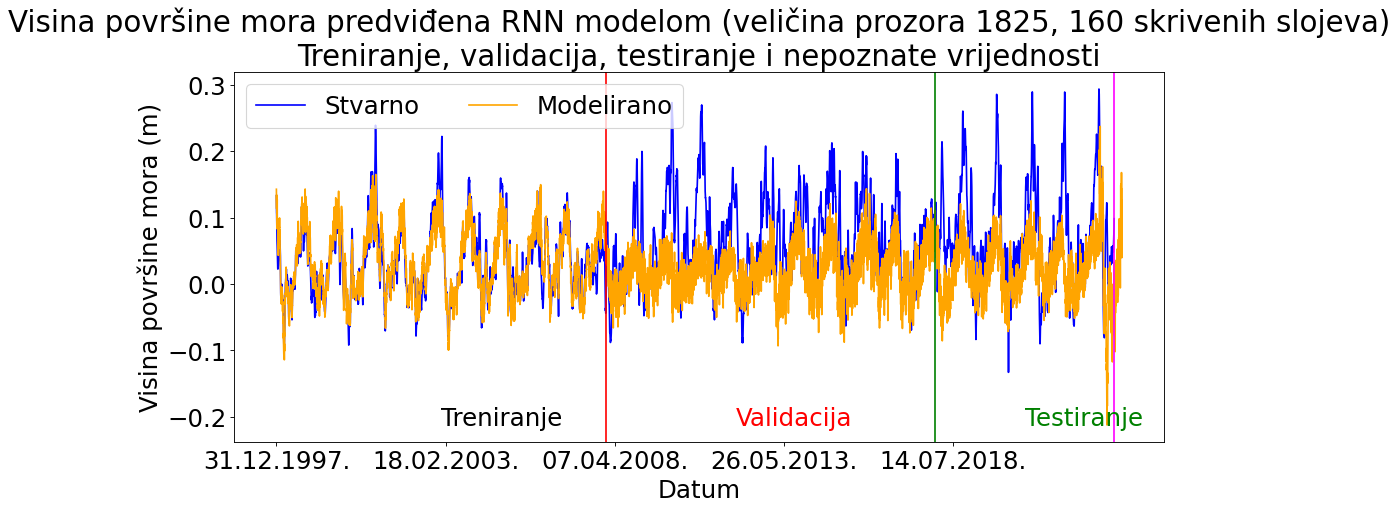 Visina površine mora predviđena RNN modelom (veličina prozora 1825, 160 skrivenih slojeva)
Treniranje, validacija, testiranje i nepoznate vrijednosti
Stvarno Modelirano
Visina površine mora (m)
0.3
0.2
0.1
0.0
−0.1
−0.2
Treniranje Validacija Testiranje
31.12.1997. 18.02.2003. 07.04.2008. 26.05.2013. 14.07.2018.
Datum